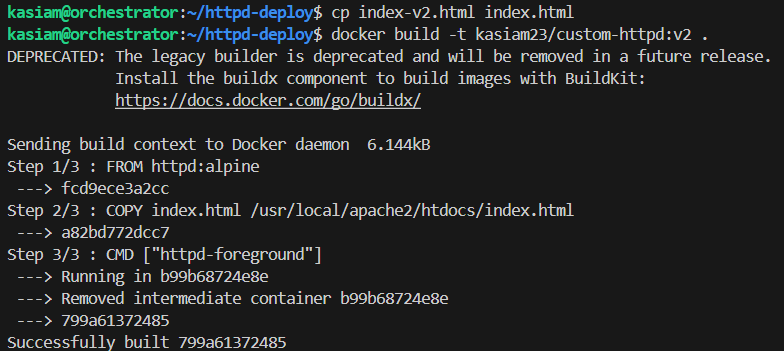 kasiam@orchestrator:~/httpd-deploy$ cp index-v2.html index.html
kasiam@orchestrator:~/httpd-deploy$ docker build -t kasiam23/custom-httpd:v2 .
DEPRECATED: The legacy builder is deprecated and will be removed in a future release.
            Install the buildx component to build images with BuildKit:
            https://docs.docker.com/go/buildx/

Sending build context to Docker daemon  6.144kB
Step 1/3 : FROM httpd:alpine
 ---> fcd9ece3a2cc
Step 2/3 : COPY index.html /usr/local/apache2/htdocs/index.html
 ---> a82bd772dcc7
Step 3/3 : CMD ["httpd-foreground"]
 ---> Running in b99b68724e8e
 ---> Removed intermediate container b99b68724e8e
 ---> 799a61372485
Successfully built 799a61372485